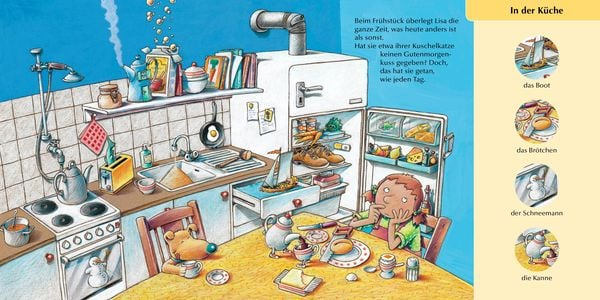 Beim Frühstück überlegt Lisa die
ganze Zeit, was heute anders ist
als sonst.
Hat sie etwa ihrer Kuschelkatze
keinen Gutenmorgen-
kuss gegeben? Doch,
das hat sie getan,
wie jeden Tag.
In der Küche
das Boot
das Brötchen
der Schneemann
die Kanne